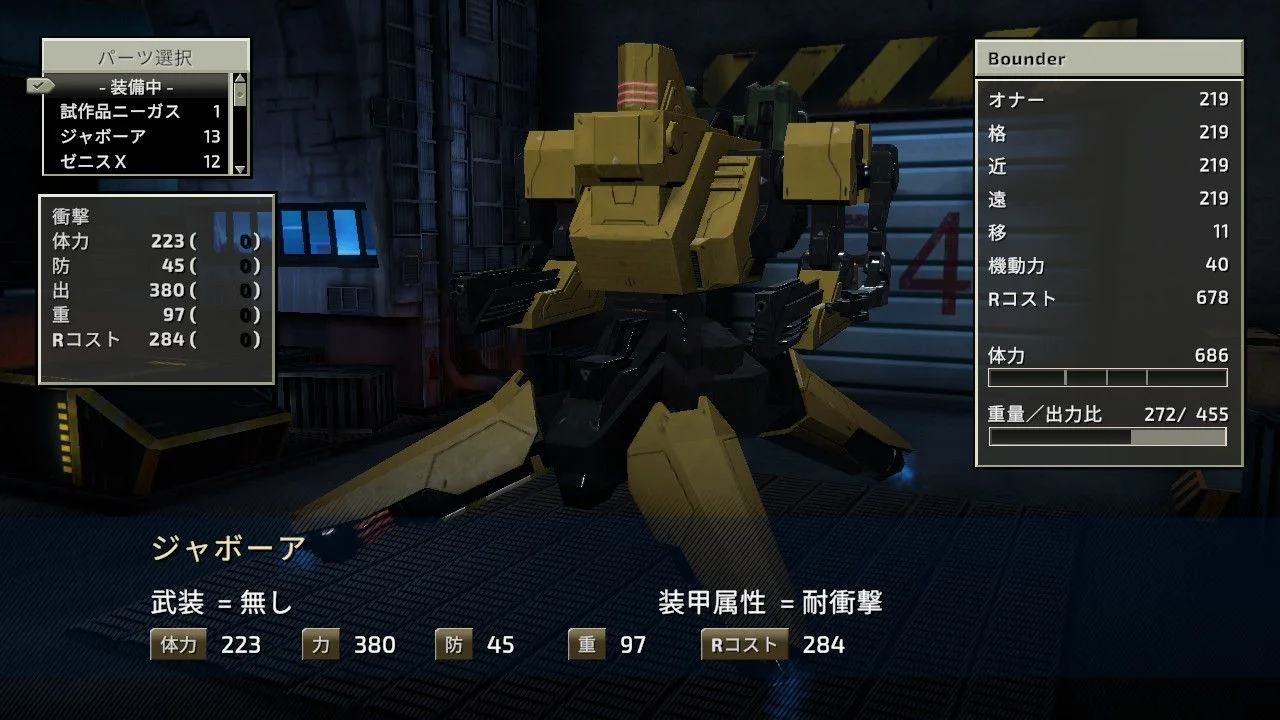 パーツ選択
- 装備中 -
試作品ニーガス 1
ジャボーア 13
ゼニスX 12
衝撃
体力 223 ( 0 )
防 45 ( 0 )
出 380 ( 0 )
重 97 ( 0 )
Rコスト 284 ( 0 )
Bounder
オナー 219
格 219
近 219
遠 219
移 11
機動力 40
Rコスト 678
体力 686
重量／出力比 272/ 455
4
ジャボーア
武装 = 無し 装甲属性 = 耐衝撃
体力 223 力 380 防 45 重 97 Rコスト 284